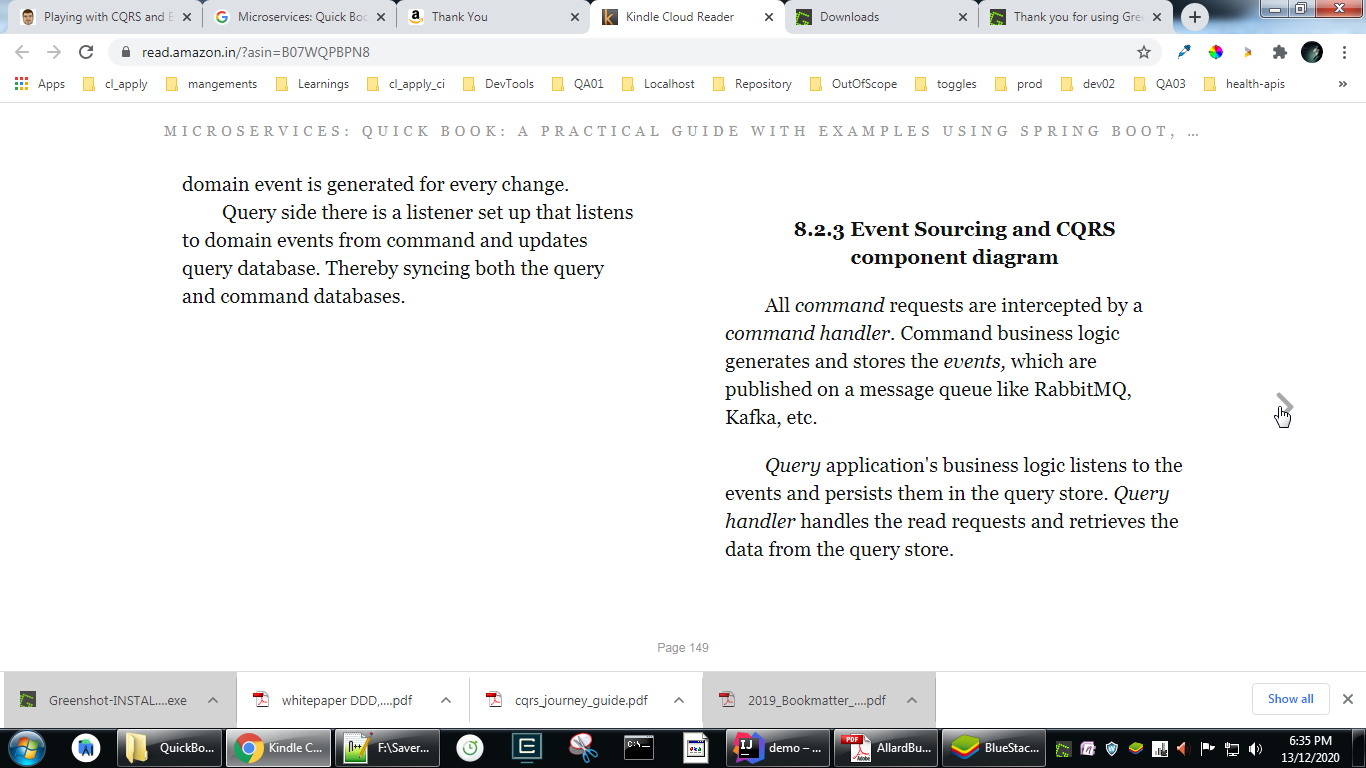 Playing with CQRS and E
Microservices: Quick Boo
Thank You
Kindle Cloud Reader
Downloads
Thank you for using Gre
read.amazon.in/?asin=B07WQPBPN8
Apps
cl_apply
mangements
Learnings
cl_apply_ci
DevTools
QA01
Localhost
Repository
OutOfScope
toggles
prod
dev02
QA03
health-apis
»
MICROSERVICES: QUICK BOOK: A PRACTICAL GUIDE WITH EXAMPLES USING SPRING BOOT, ...
domain event is generated for every change.
Query side there is a listener set up that listens
to domain events from command and updates
query database. Thereby syncing both the query
and command databases.
8.2.3 Event Sourcing and CQRS
component diagram
All command requests are intercepted by a
command handler. Command business logic
generates and stores the events, which are
published on a message queue like RabbitMQ,
Kafka, etc.
Query application's business logic listens to the
events and persists them in the query store. Query
handler handles the read requests and retrieves the
data from the query store.
Page 149
Greenshot-INSTAL....exe
whitepaper DDD,....pdf
cqrs_journey_guide.pdf
2019_Bookmatter_....pdf
Show all
QuickBo...
Kindle C...
F:\Saver...
C:\_
IJ
demo – ...
PDF
Adobe
AllardBu...
BlueStac...
6:35 PM
13/12/2020